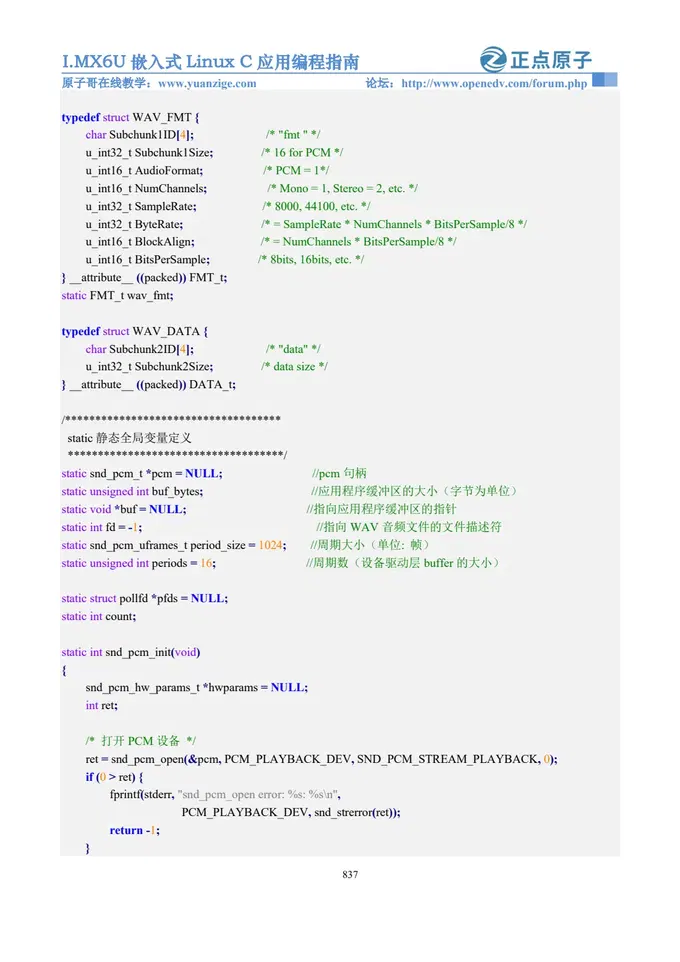 I.MX6U 嵌入式 Linux C 应用编程指南
正点原子
原子哥在线教学：www.yuanzige.com 论坛：http://www.openedv.com/forum.php
typedef struct WAV_FMT {
char Subchunk1ID[4]; /* "fmt " */
u_int32_t Subchunk1Size; /* 16 for PCM */
u_int16_t AudioFormat; /* PCM = 1*/
u_int16_t NumChannels; /* Mono = 1, Stereo = 2, etc. */
u_int32_t SampleRate; /* 8000, 44100, etc. */
u_int32_t ByteRate; /* = SampleRate * NumChannels * BitsPerSample/8 */
u_int16_t BlockAlign; /* = NumChannels * BitsPerSample/8 */
u_int16_t BitsPerSample; /* 8bits, 16bits, etc. */
} __attribute__ ((packed)) FMT_t;
static FMT_t wav_fmt;
typedef struct WAV_DATA {
char Subchunk2ID[4]; /* "data" */
u_int32_t Subchunk2Size; /* data size */
} __attribute__ ((packed)) DATA_t;
/************************************
static 静态全局变量定义
************************************/
static snd_pcm_t *pcm = NULL; //pcm 句柄
static unsigned int buf_bytes; //应用程序缓冲区的大小（字节为单位）
static void *buf = NULL; //指向应用程序缓冲区的指针
static int fd = -1; //指向 WAV 音频文件的文件描述符
static snd_pcm_uframes_t period_size = 1024; //周期大小（单位: 帧）
static unsigned int periods = 16; //周期数（设备驱动层 buffer 的大小）
static struct pollfd *pfds = NULL;
static int count;
static int snd_pcm_init(void)
{
snd_pcm_hw_params_t *hwparams = NULL;
int ret;
/* 打开 PCM 设备 */
ret = snd_pcm_open(&pcm, PCM_PLAYBACK_DEV, SND_PCM_STREAM_PLAYBACK, 0);
if (0 > ret) {
fprintf(stderr, "snd_pcm_open error: %s: %s\n",
PCM_PLAYBACK_DEV, snd_strerror(ret));
return -1;
}
837